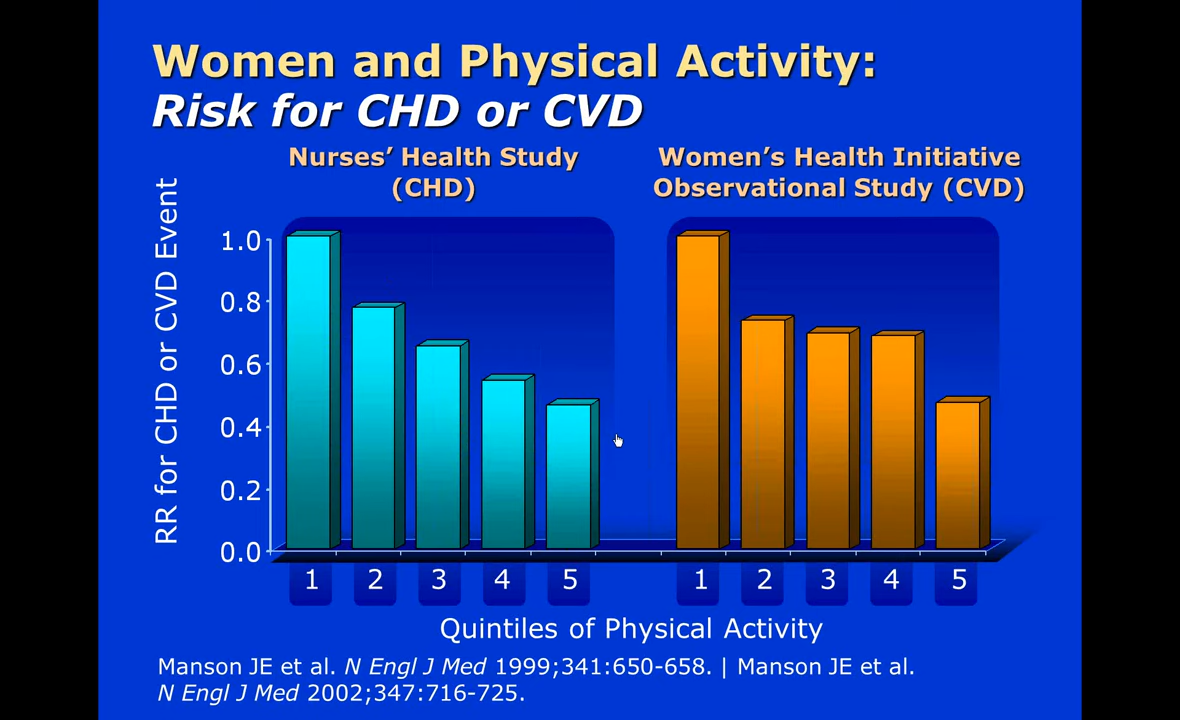 Women and Physical Activity:
Risk for CHD or CVD
Nurses’ Health Study
(CHD)
Women’s Health Initiative
Observational Study (CVD)
RR for CHD or CVD Event
1.0
0.8
0.6
0.4
0.2
0.0
1 2 3 4 5
1 2 3 4 5
Quintiles of Physical Activity
Manson JE et al. N Engl J Med 1999;341:650-658. | Manson JE et al.
N Engl J Med 2002;347:716-725.